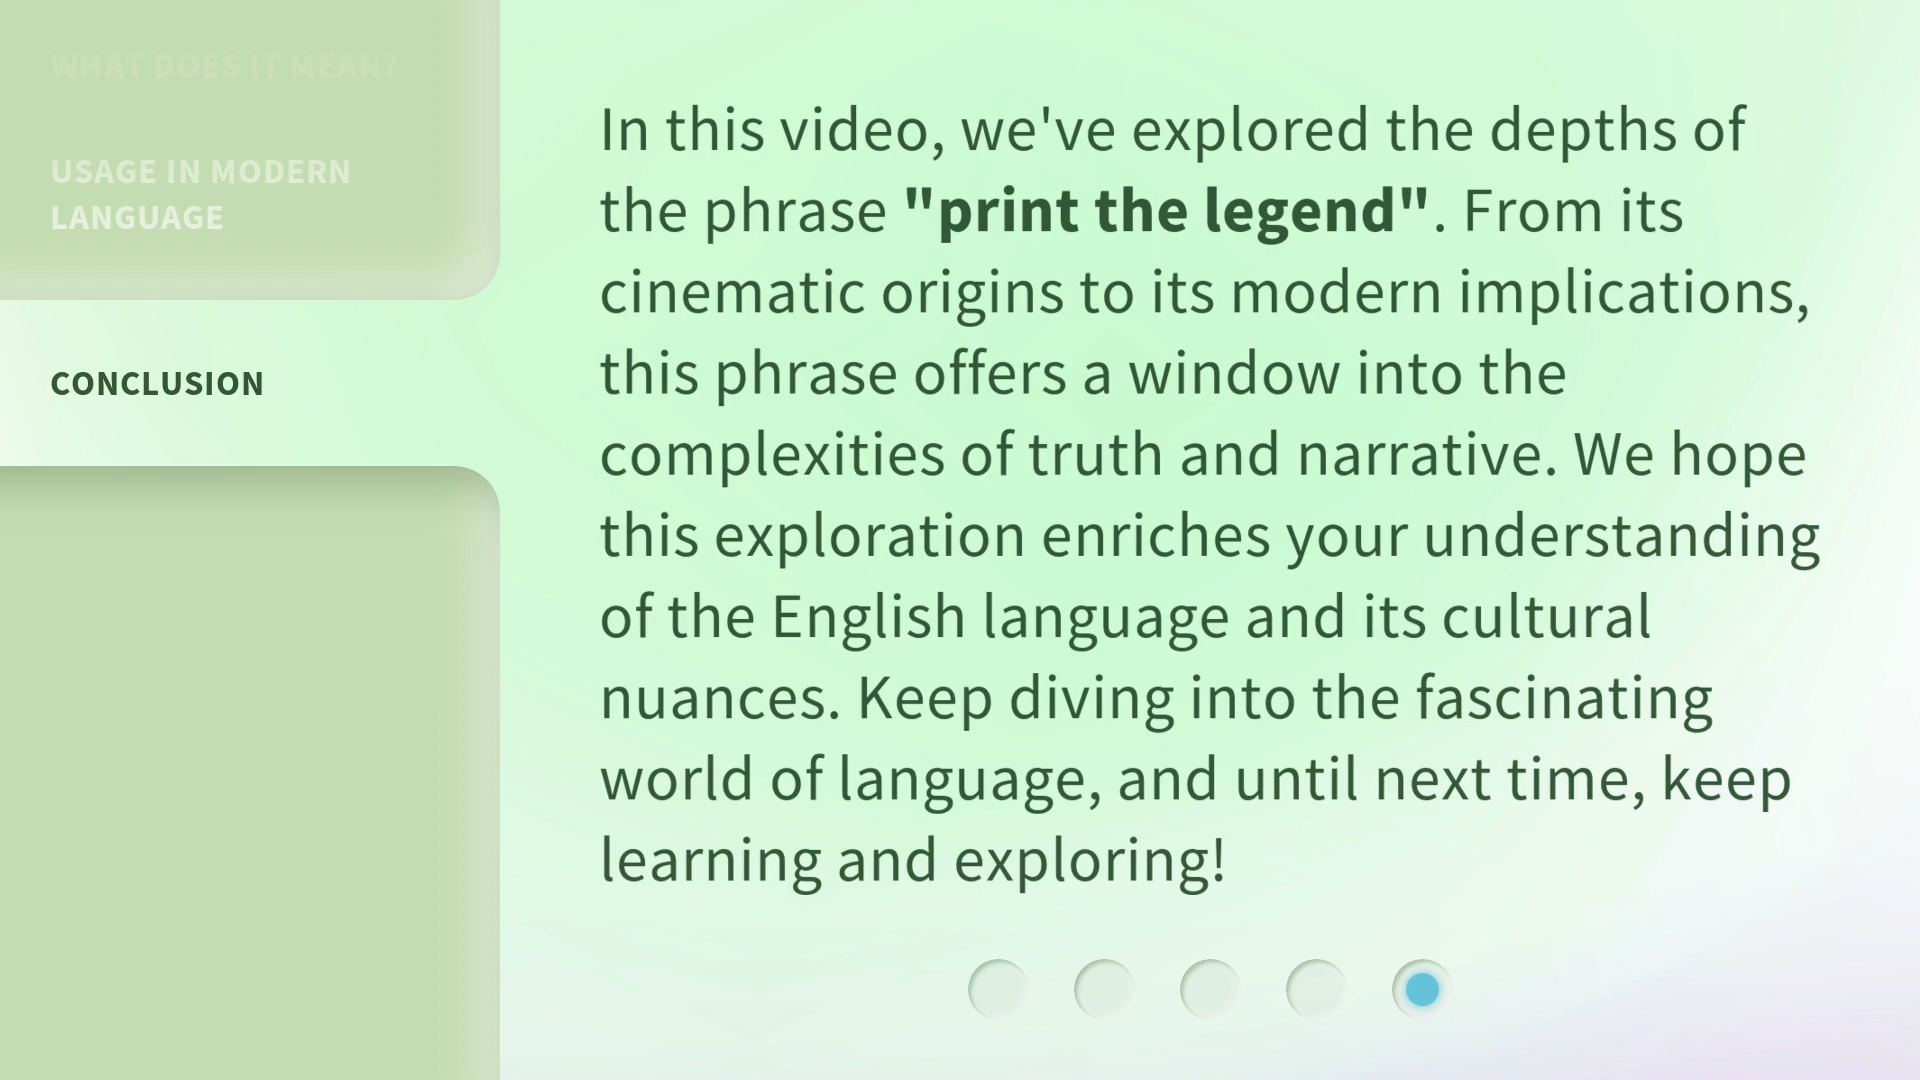 WHAT DOES IT MEAN?
USAGE IN MODERN
LANGUAGE
CONCLUSION
In this video, we've explored the depths of
the phrase "print the legend". From its
cinematic origins to its modern implications,
this phrase offers a window into the
complexities of truth and narrative. We hope
this exploration enriches your understanding
of the English language and its cultural
nuances. Keep diving into the fascinating
world of language, and until next time, keep
learning and exploring!